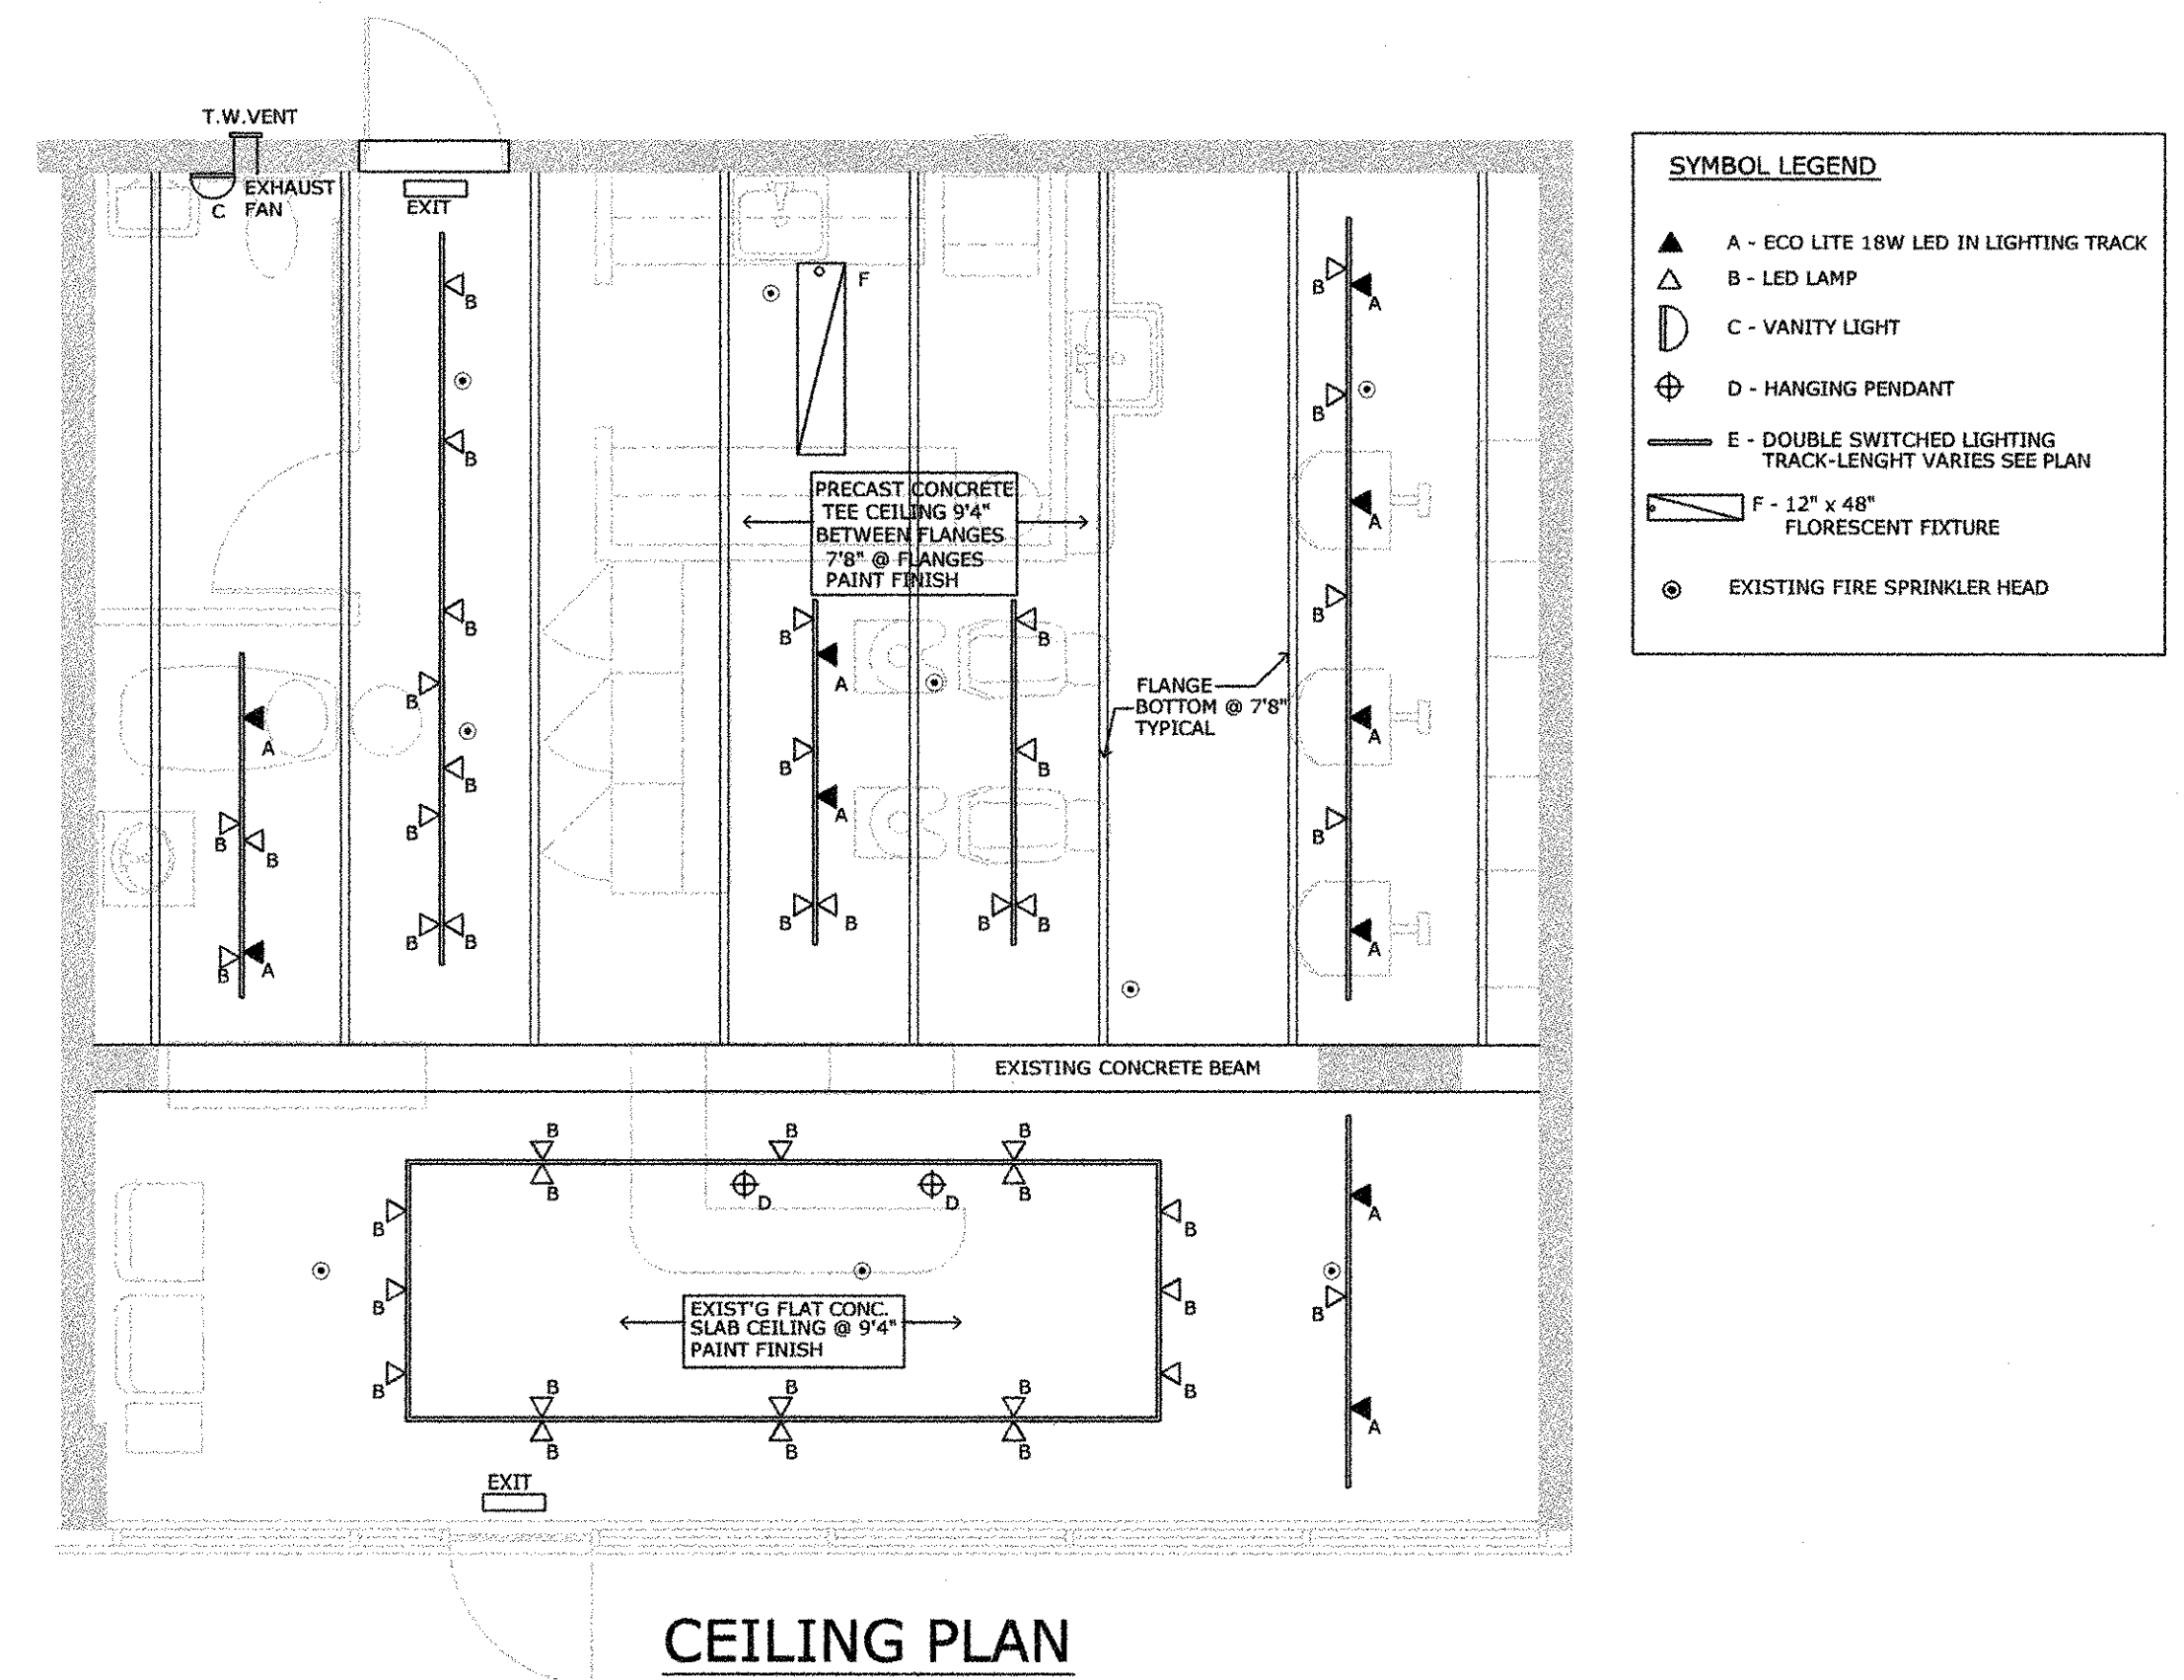 T.W.VENT
EXHAUST
FAN
C
EXIT
SYMBOL LEGEND
A - ECO LITE 18W LED IN LIGHTING TRACK
B - LED LAMP
C - VANITY LIGHT
D - HANGING PENDANT
E - DOUBLE SWITCHED LIGHTING
TRACK-LENGHT VARIES SEE PLAN
F - 12" x 48"
FLORESCENT FIXTURE
EXISTING FIRE SPRINKLER HEAD
B
F
B
A
B
B
PRECAST CONCRETE
TEE CEILING 9'4"
BETWEEN FLANGES
7'8" @ FLANGES
PAINT FINISH
A
B
B
B
B
B
A
FLANGE
BOTTOM @ 7'8"
TYPICAL
B
A
A
B
B
B
B
A
B
B
B
B
B
B
B
B
B
B
B
A
B
A
EXISTING CONCRETE BEAM
B
B
B
B
B
D
D
A
B
B
B
B
B
EXIST'G FLAT CONC.
SLAB CEILING @ 9'4"
PAINT FINISH
B
B
B
B
B
A
B
B
B
EXIT
CEILING PLAN